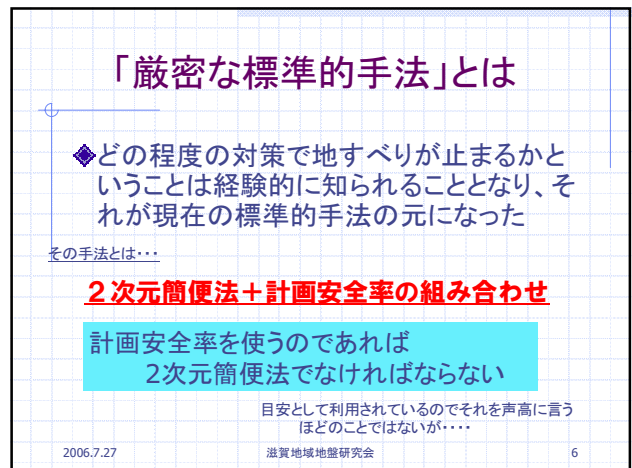 「厳密な標準的手法」とは
どの程度の対策で地すべりが止まるかと
いうことは経験的に知られることとなり、そ
れが現在の標準的手法の元になった
その手法とは・・・
２次元簡便法＋計画安全率の組み合わせ
計画安全率を使うのであれば
2次元簡便法でなければならない
目安として利用されているのでそれを声高に言う
ほどのことではないが・・・・
2006.7.27 滋賀地域地盤研究会 6